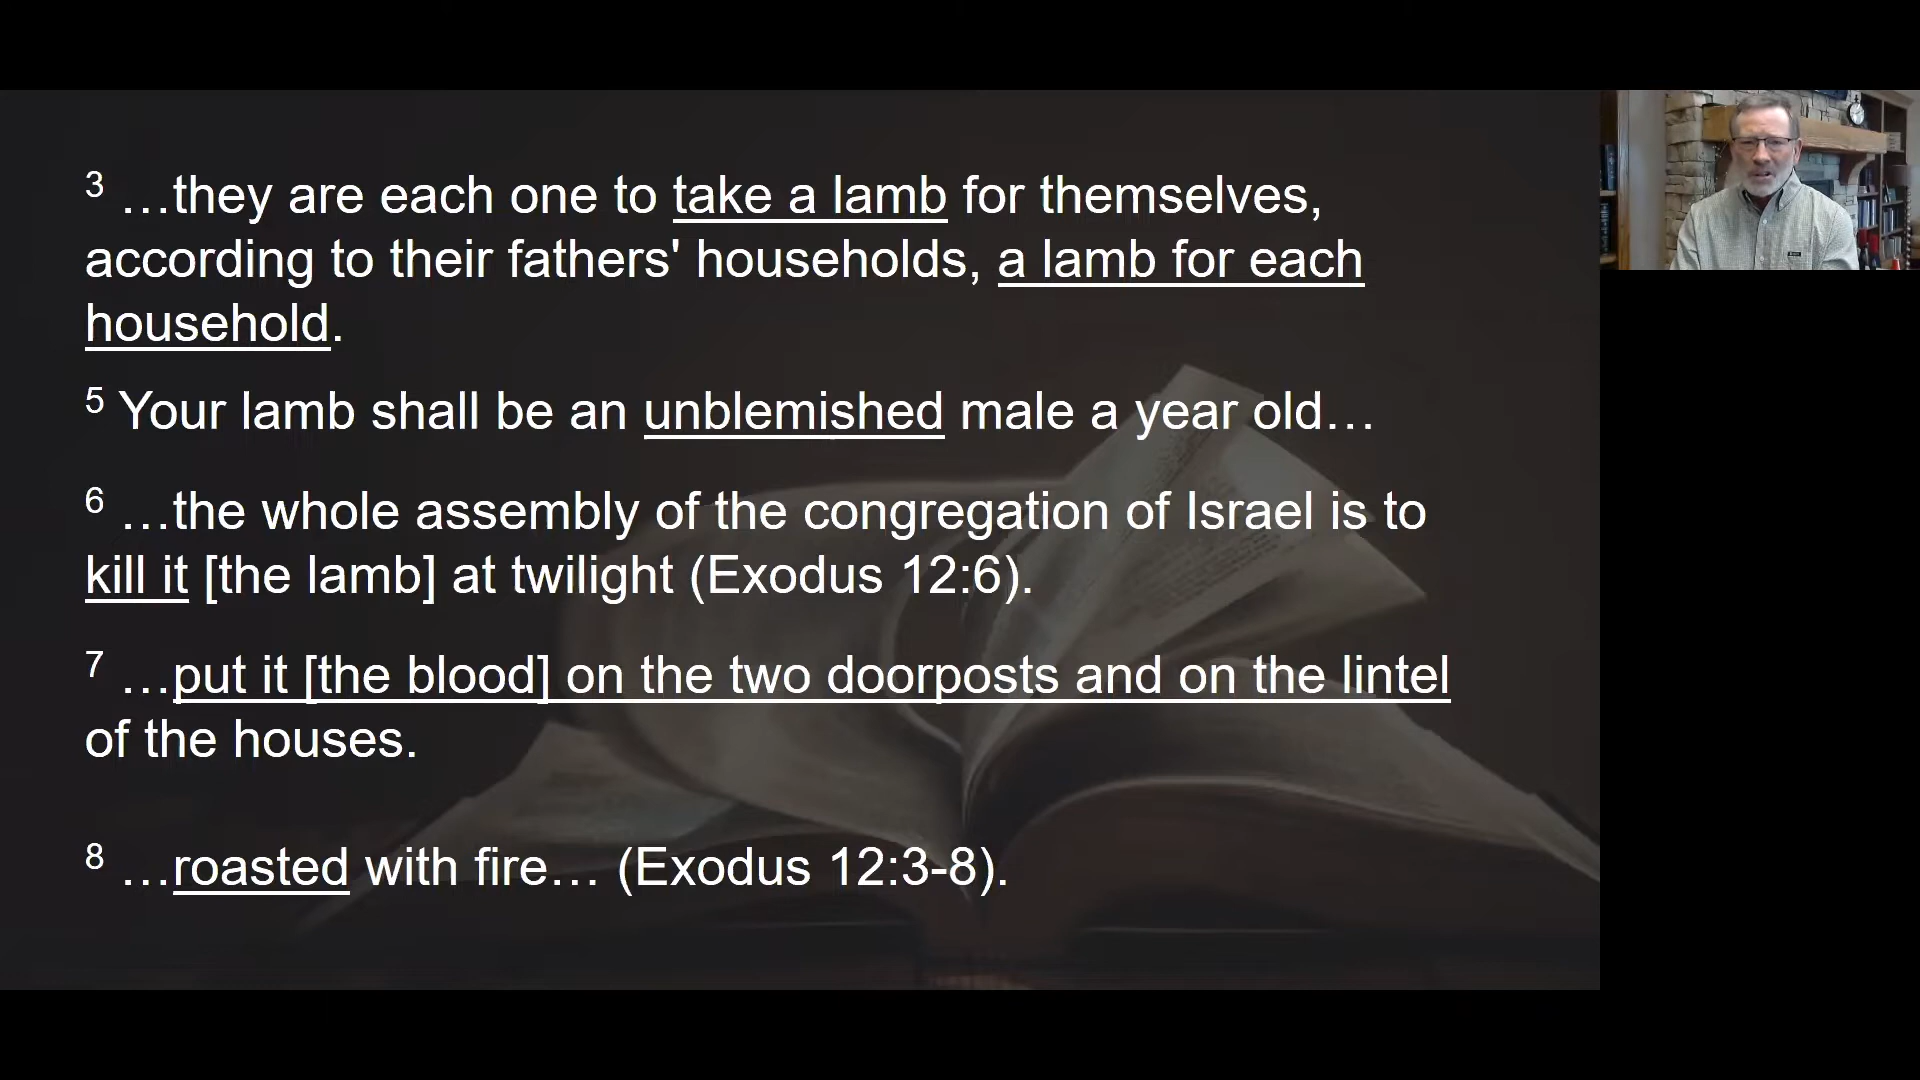 3 …they are each one to take a lamb for themselves,
according to their fathers' households, a lamb for each
household.
5 Your lamb shall be an unblemished male a year old…
6 …the whole assembly of the congregation of Israel is to
kill it [the lamb] at twilight (Exodus 12:6).
7 …put it [the blood] on the two doorposts and on the lintel
of the houses.
8 …roasted with fire… (Exodus 12:3-8).